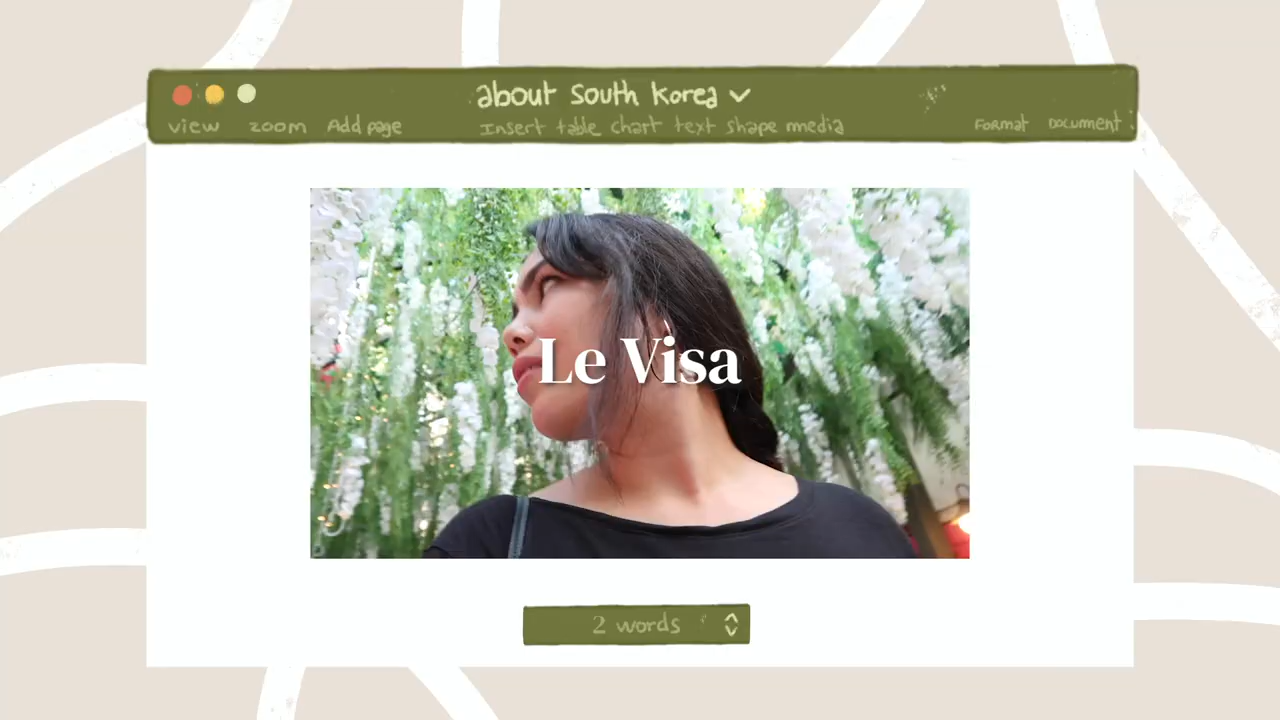 about South Korea
view zoom Add page Insert table chart text shape media Format Document
Le Visa
2 words